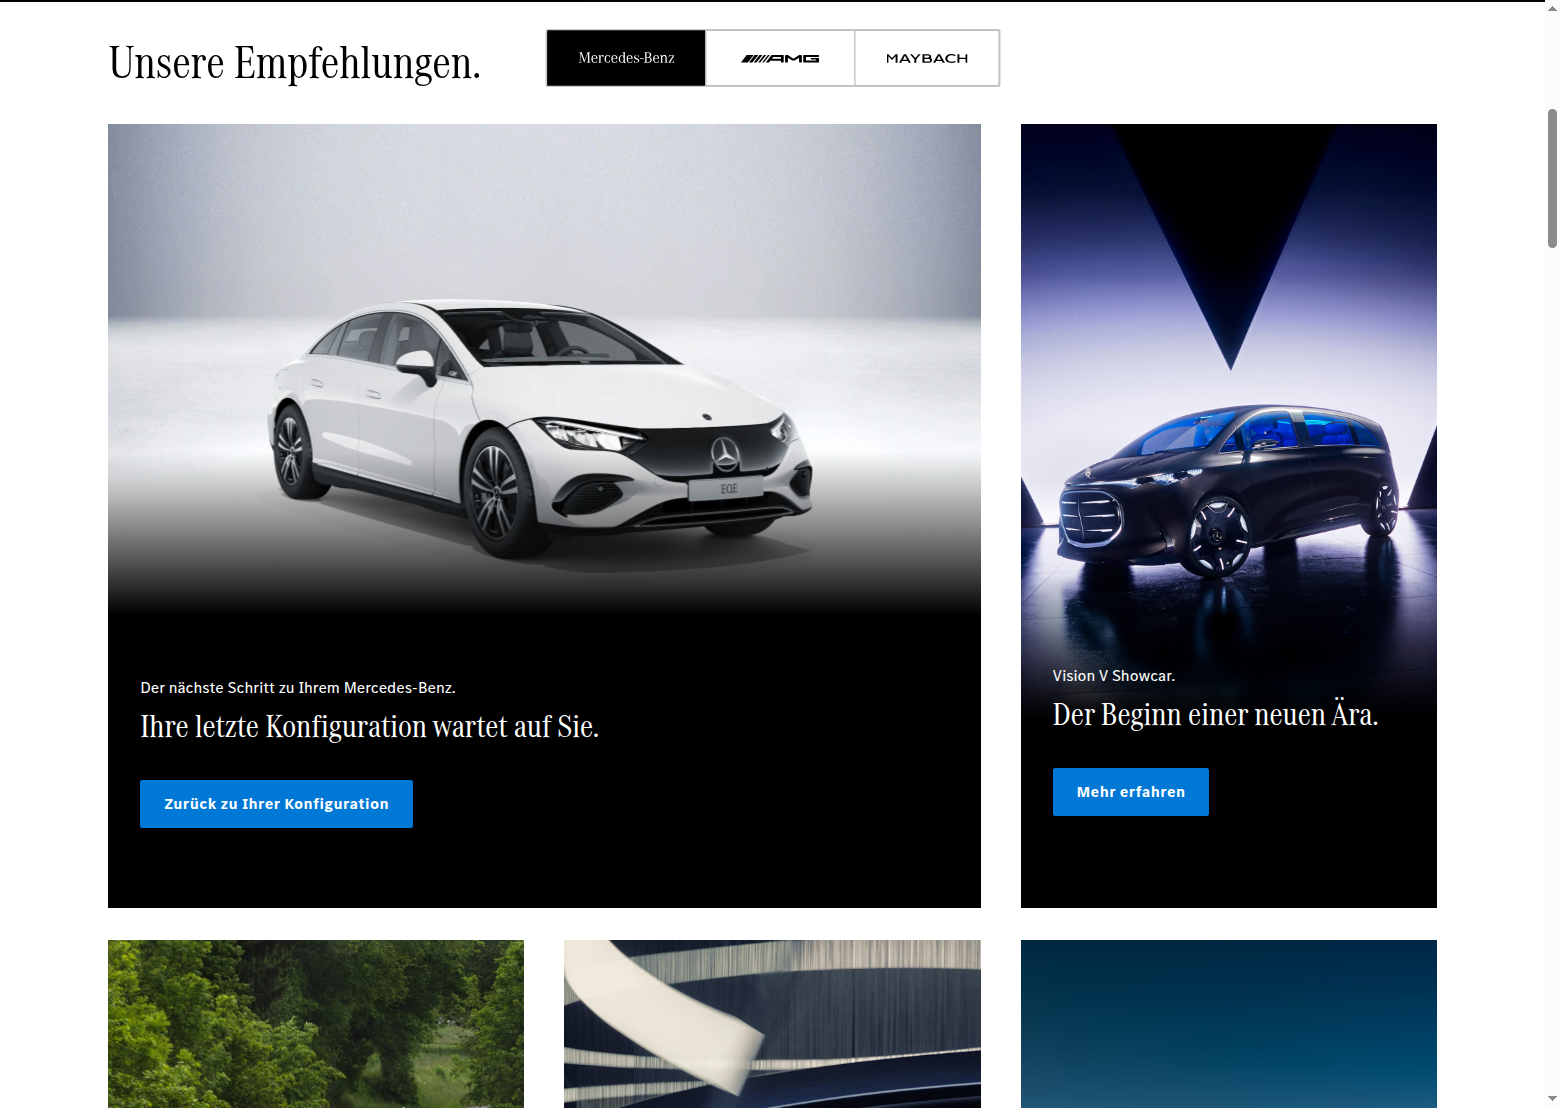 Unsere Empfehlungen.
Mercedes-Benz
AMG
MAYBACH
EQE
Der nächste Schritt zu Ihrem Mercedes-Benz.
Ihre letzte Konfiguration wartet auf Sie.
Zurück zu Ihrer Konfiguration
Vision V Showcar.
Der Beginn einer neuen Ära.
Mehr erfahren